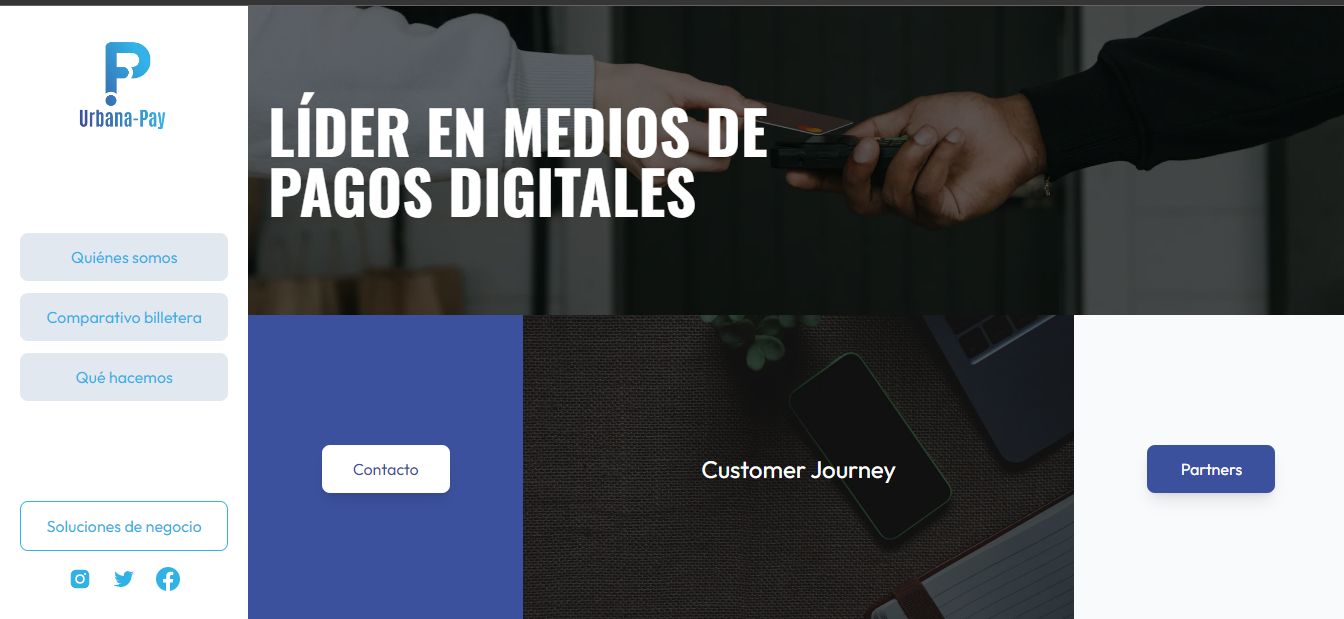 Urbana-Pay
Quiénes somos
Comparativo billetera
Qué hacemos
Soluciones de negocio
LÍDER EN MEDIOS DE
PAGOS DIGITALES
Contacto
Customer Journey
Partners